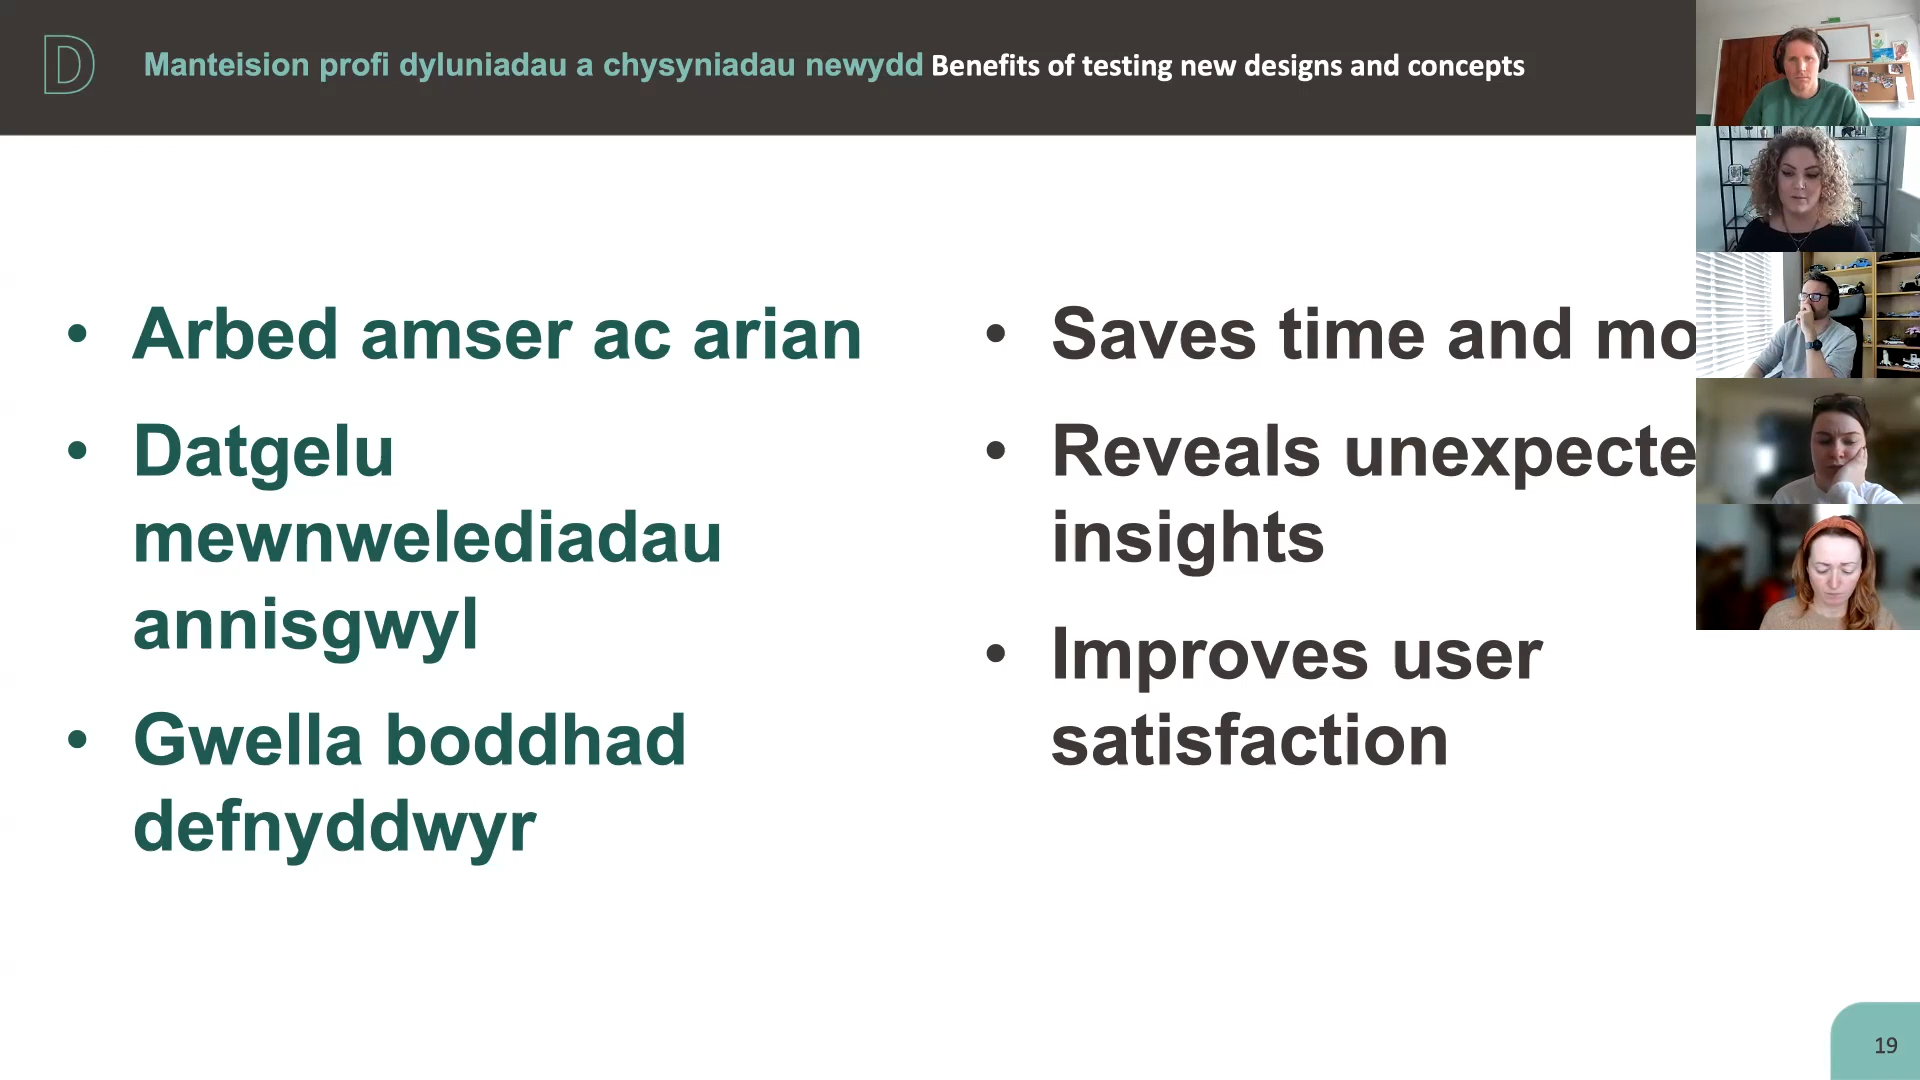 D
Manteision profi dyluniadau a chysyniadau newydd Benefits of testing new designs and concepts
• Arbed amser ac arian
• Datgelu
mewnwelediadau
annisgwyl
• Gwella boddhad
defnyddwyr
• Saves time and mo
• Reveals unexpecte
insights
• Improves user
satisfaction
19